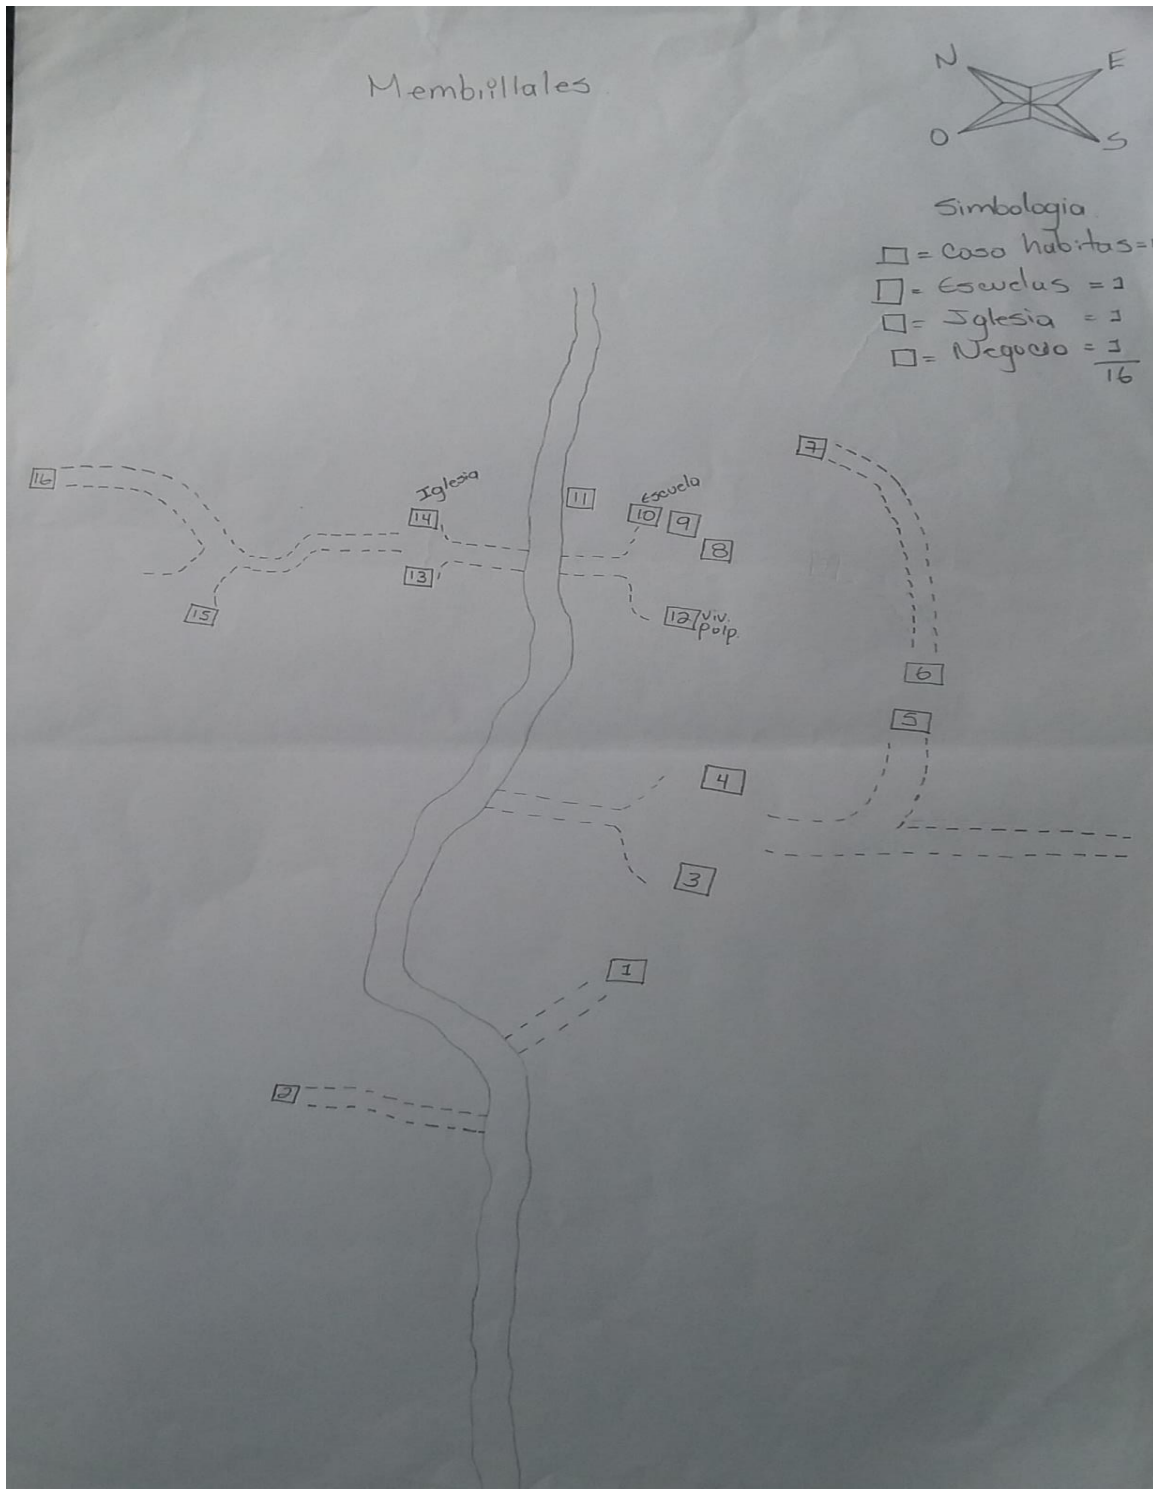 Membrillales
N E
O S
Simbologia
□ = Casa habitas=
□ = Escuelas = 1
□ = Iglesia = 1
□ = Negocio = 1
16
7
16
Iglesia
14
11
Escuela
10 9
8
13
15
12 viv.
polp.
6
5
4
3
1
2